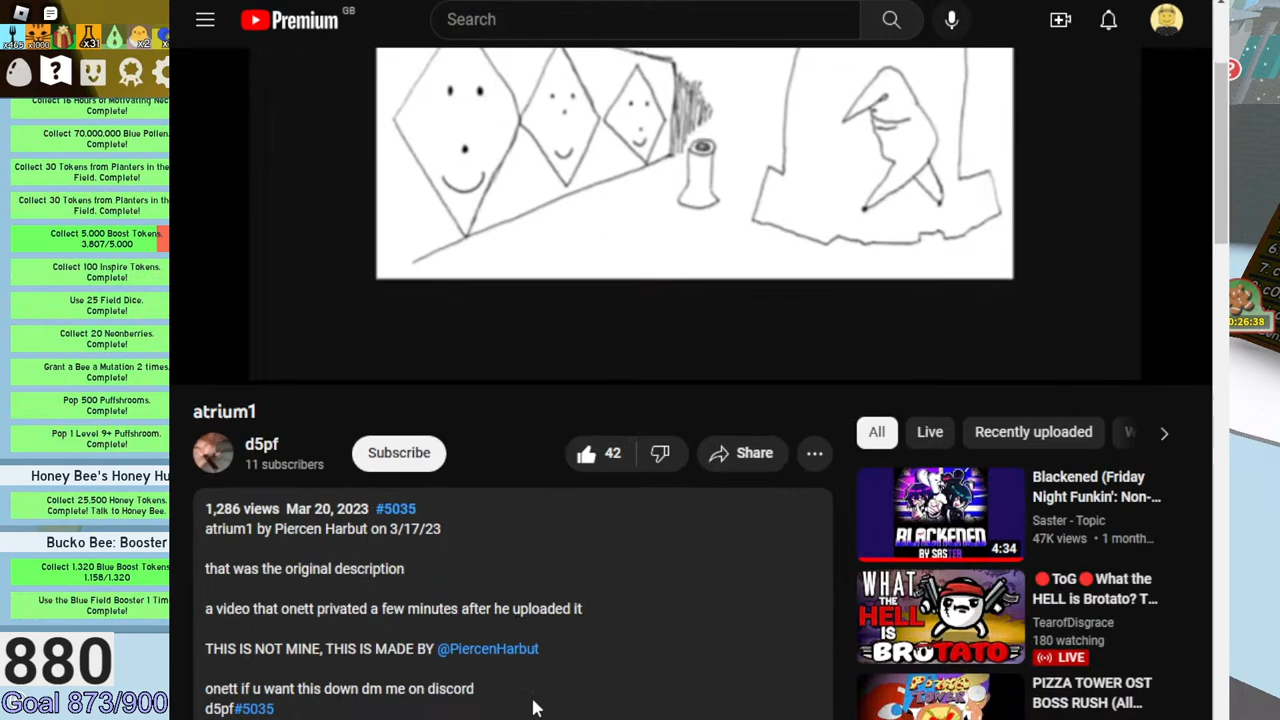 Premium GB
Search
x465 x1000 x31 x2
Collect 16 Hours of Motivating Nec
Complete!
Collect 70,000,000 Blue Pollen.
Complete!
Collect 30 Tokens from Planters in the
Field. Complete!
Collect 30 Tokens from Planters in the
Field. Complete!
Collect 5,000 Boost Tokens.
3,807/5,000
Collect 100 Inspire Tokens.
Complete!
Use 25 Field Dice.
Complete!
Collect 20 Neonberries.
Complete!
Grant a Bee a Mutation 2 times.
Complete!
Pop 500 Puffshrooms.
Complete!
Pop 1 Level 9+ Puffshroom.
Complete!
Honey Bee's Honey Hu
Collect 25,500 Honey Tokens.
Complete! Talk to Honey Bee.
Bucko Bee: Booster
Collect 1,320 Blue Boost Tokens
1,158/1,320
Use the Blue Field Booster 1 Tim
Complete!
880
Goal 873/900
atrium1
d5pf
11 subscribers
Subscribe
42
Share
1,286 views Mar 20, 2023 #5035
atrium1 by Piercen Harbut on 3/17/23
that was the original description
a video that onett privated a few minutes after he uploaded it
THIS IS NOT MINE, THIS IS MADE BY @PiercenHarbut
onett if u want this down dm me on discord
d5pf#5035
All
Live
Recently uploaded
BLACKENED
BY SASTER
4:34
Blackened (Friday
Night Funkin': Non-...
Saster - Topic
47K views • 1 month...
WHAT THE
HELL IS
BROTATO?
🔴ToG🔴What the
HELL is Brotato? T...
TearofDisgrace
180 watching
LIVE
PIZZA TOWER OST
BOSS RUSH (All...
0:26:38